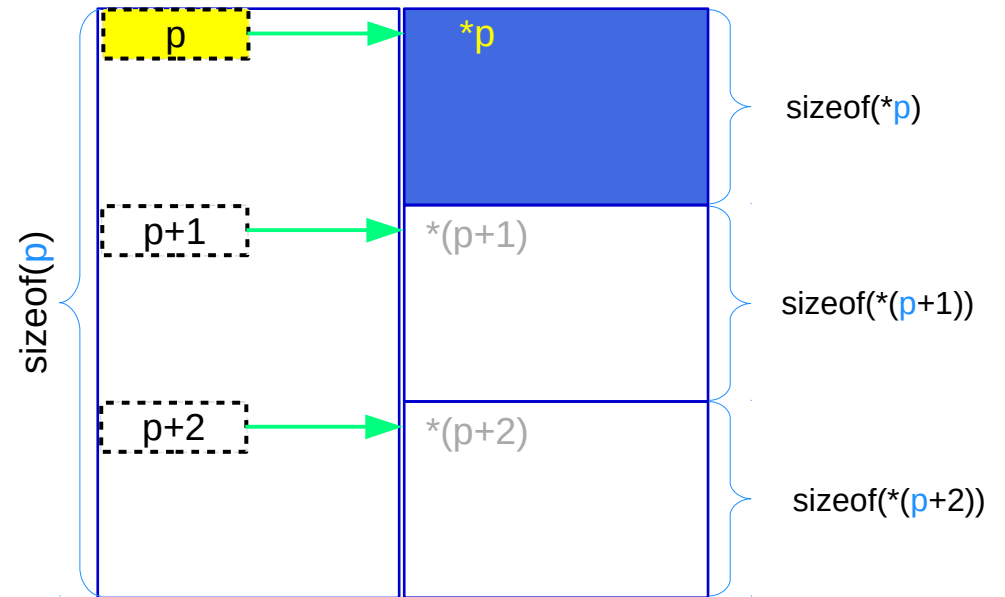 p
*p
sizeof(*p)
sizeof(p)
p+1
*(p+1)
sizeof(*(p+1))
p+2
*(p+2)
sizeof(*(p+2))